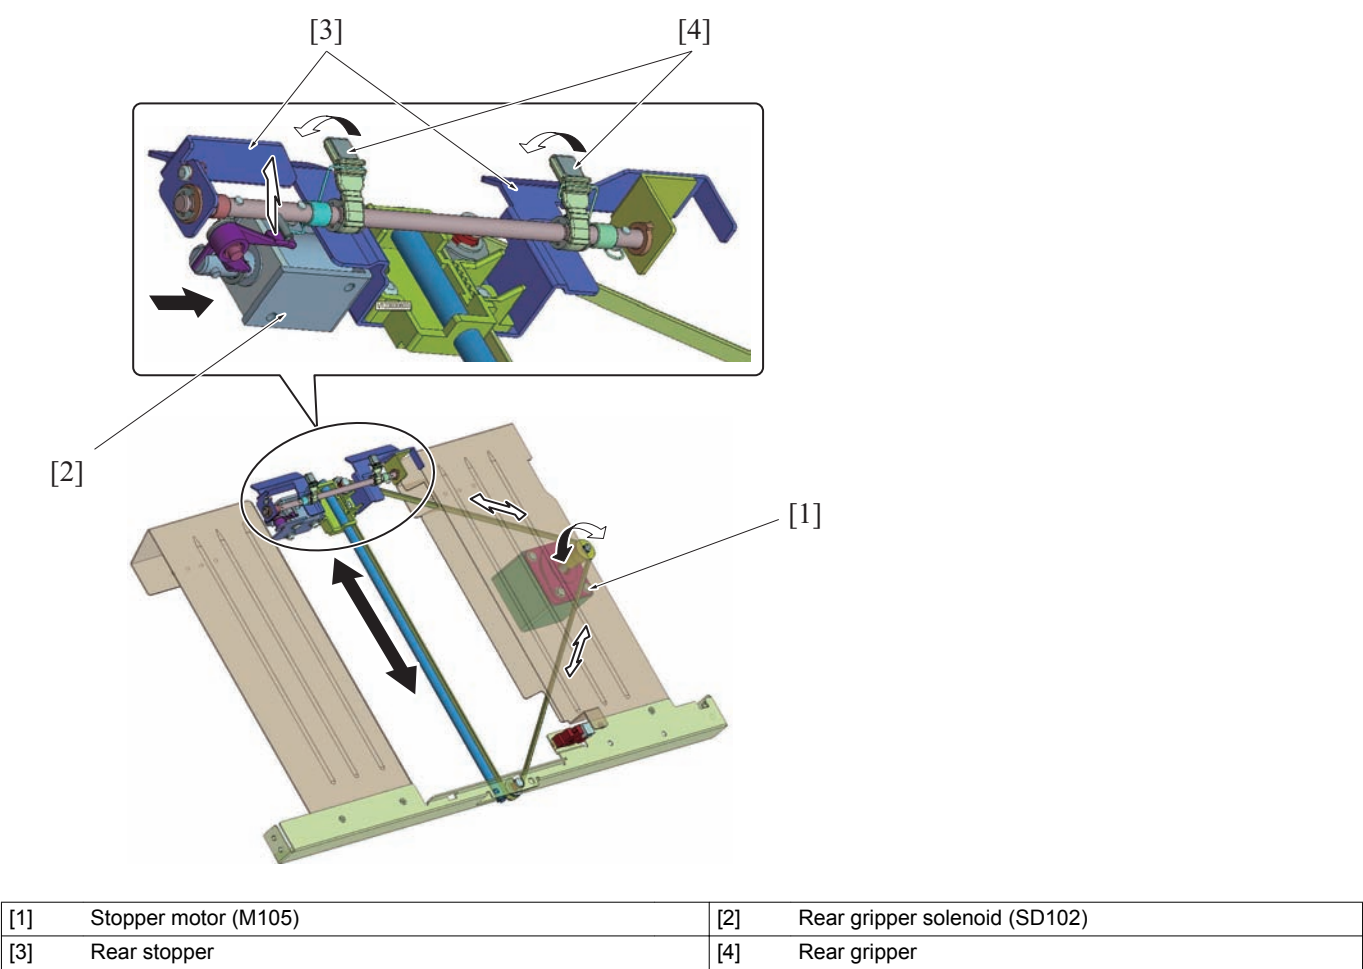 [3] [4]
[2]
[1]
[1] Stopper motor (M105) [2] Rear gripper solenoid (SD102)
[3] Rear stopper [4] Rear gripper